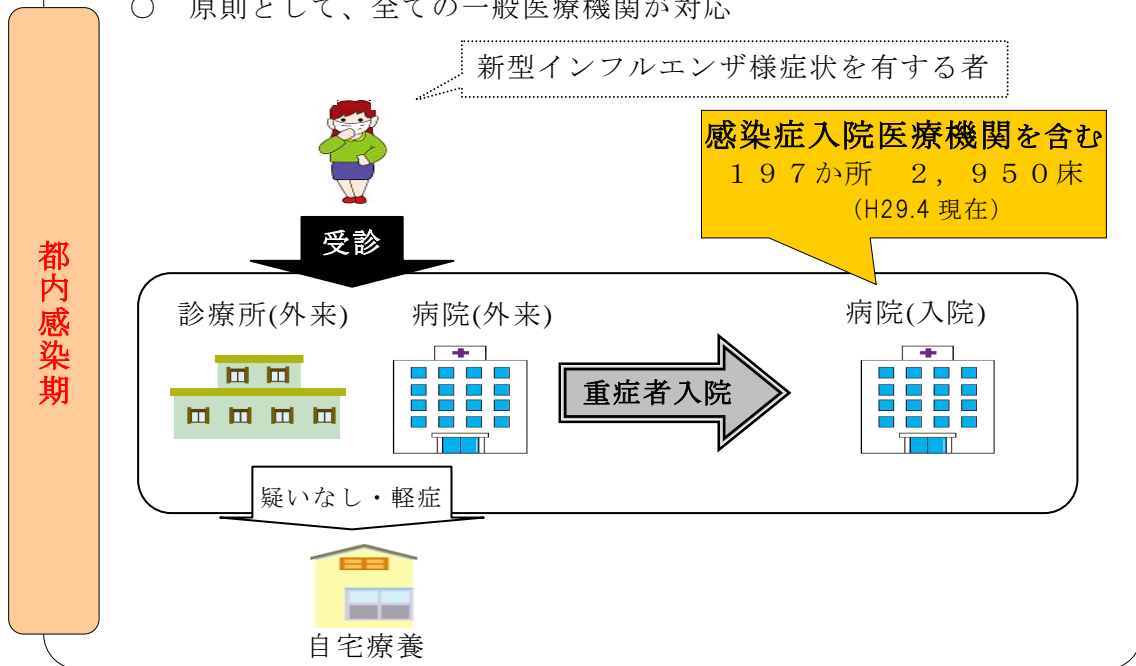 ○ 原則として、全ての一般医療機関が対応
新型インフルエンザ様症状を有する者
感染症入院医療機関を含む
197か所 2,950床
(H29.4 現在)
都内感染期
受診
診療所(外来)
病院(外来)
病院(入院)
重症者入院
疑いなし・軽症
自宅療養